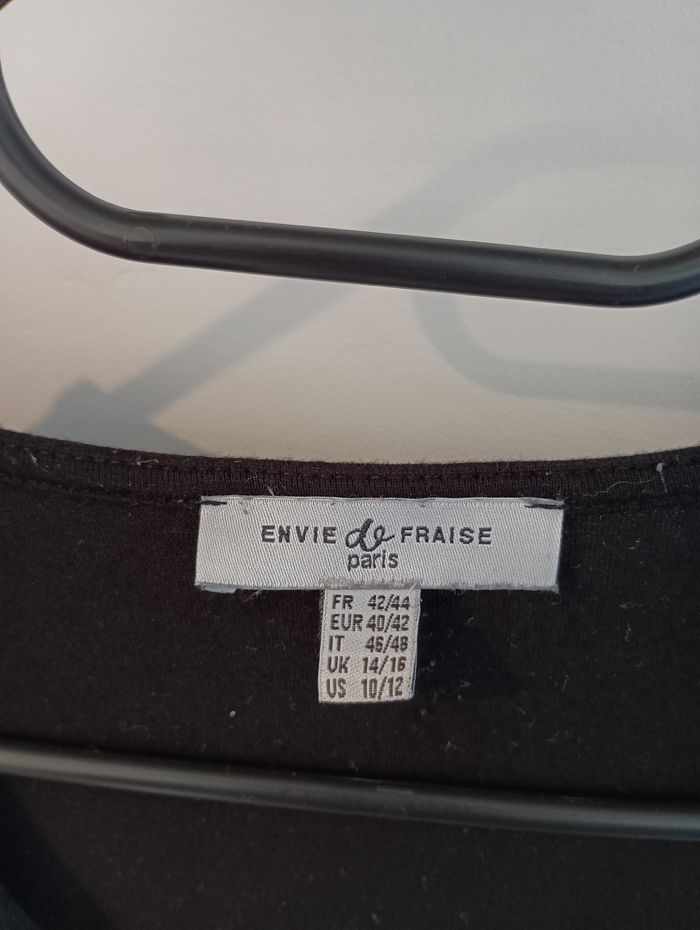 ENVIE de FRAISE
paris
FR 42/44
EUR 40/42
IT 46/48
UK 14/16
US 10/12